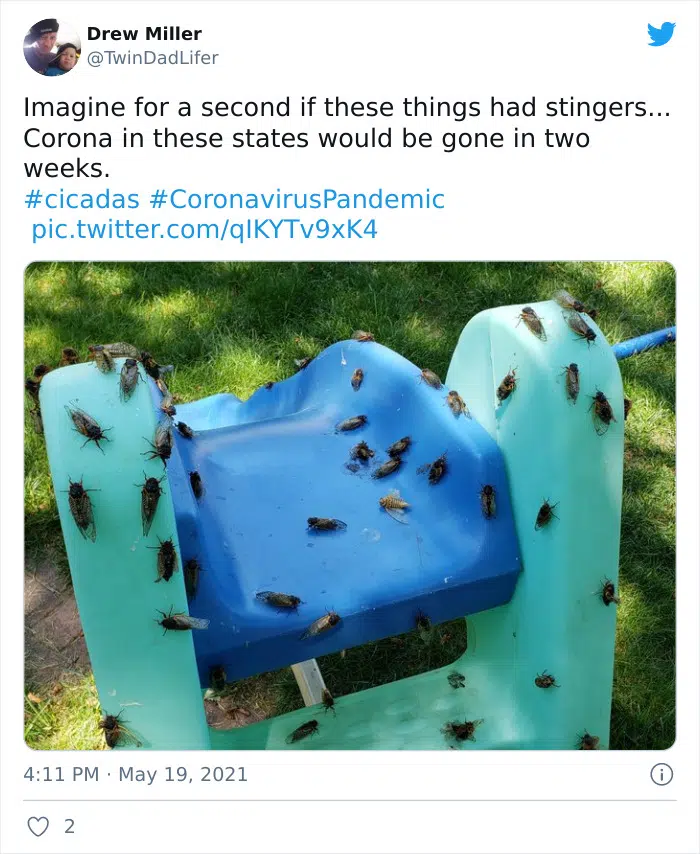 Drew Miller
@TwinDadLifer
Imagine for a second if these things had stingers...
Corona in these states would be gone in two
weeks.
#cicadas #CoronavirusPandemic
pic.twitter.com/qIKYTv9xK4
4:11 PM · May 19, 2021
2